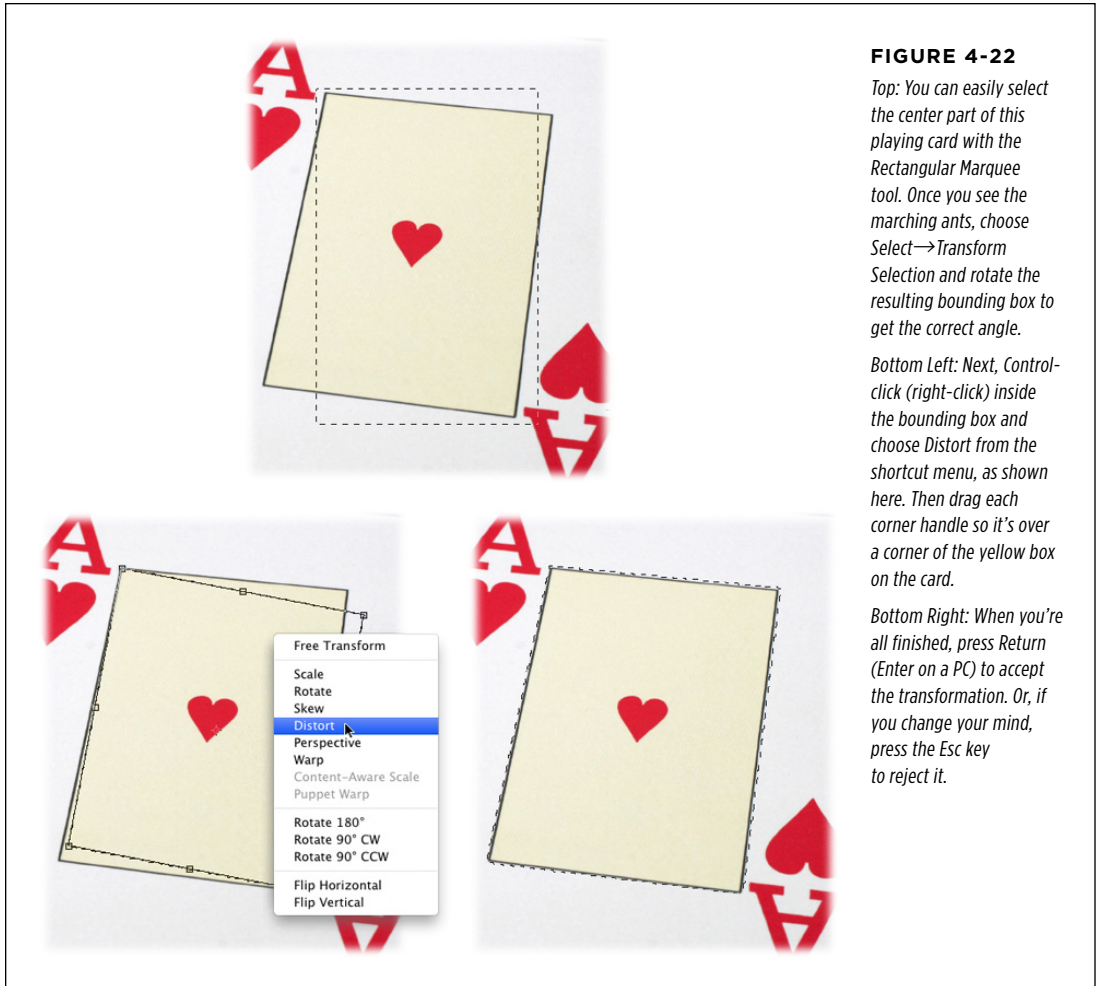 A
A
FIGURE 4-22
Top: You can easily select
the center part of this
playing card with the
Rectangular Marquee
tool. Once you see the
marching ants, choose
Select→Transform
Selection and rotate the
resulting bounding box to
get the correct angle.
Bottom Left: Next, Control-
click (right-click) inside
the bounding box and
choose Distort from the
shortcut menu, as shown
here. Then drag each
corner handle so it's over
a corner of the yellow box
on the card.
Bottom Right: When you're
all finished, press Return
(Enter on a PC) to accept
the transformation. Or, if
you change your mind,
press the Esc key
to reject it.
A
Free Transform
Scale
Rotate
Skew
Distort
Perspective
Warp
Content-Aware Scale
Puppet Warp
Rotate 180°
Rotate 90° CW
Rotate 90° CCW
Flip Horizontal
Flip Vertical
A
A
A